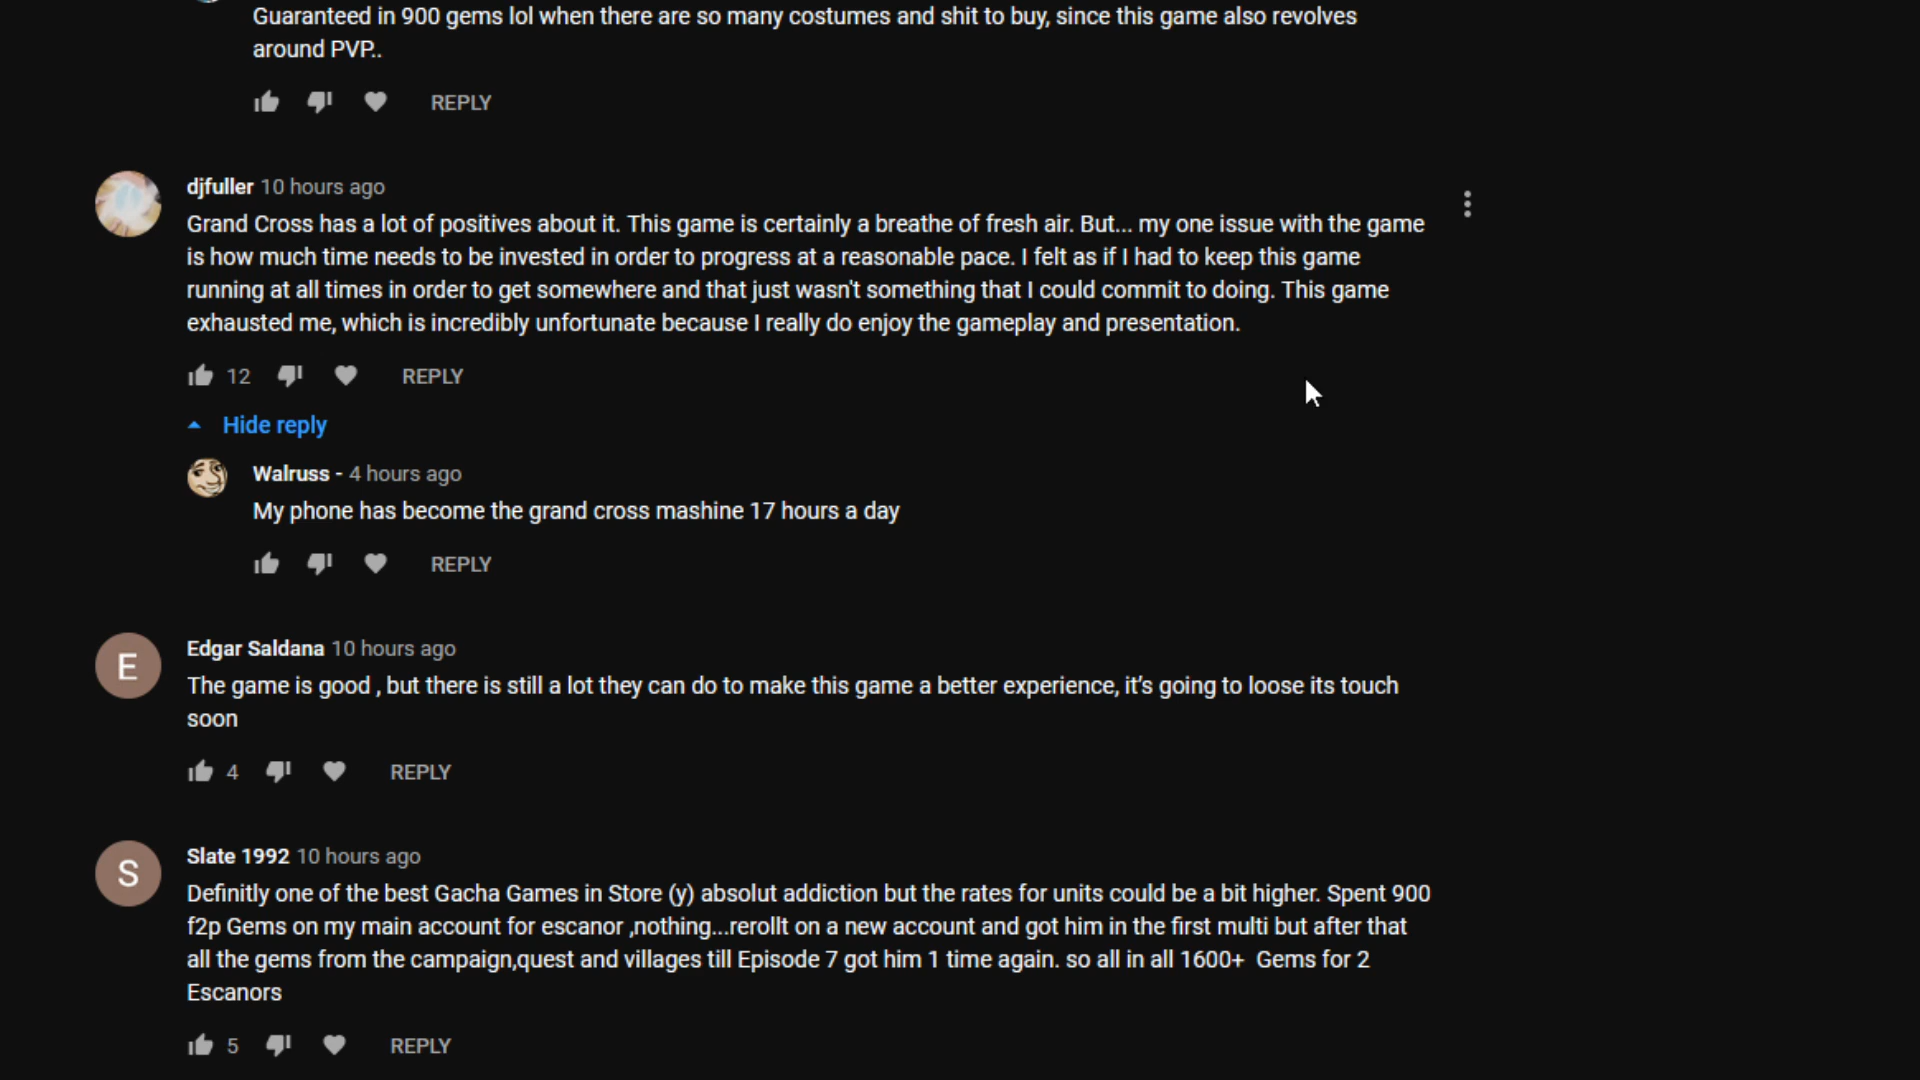 Guaranteed in 900 gems lol when there are so many costumes and shit to buy, since this game also revolves
around PVP..
REPLY
djfuller 10 hours ago
Grand Cross has a lot of positives about it. This game is certainly a breathe of fresh air. But... my one issue with the game
is how much time needs to be invested in order to progress at a reasonable pace. I felt as if I had to keep this game
running at all times in order to get somewhere and that just wasn't something that I could commit to doing. This game
exhausted me, which is incredibly unfortunate because I really do enjoy the gameplay and presentation.
12 REPLY
Hide reply
Walruss - 4 hours ago
My phone has become the grand cross mashine 17 hours a day
REPLY
E
Edgar Saldana 10 hours ago
The game is good , but there is still a lot they can do to make this game a better experience, it’s going to loose its touch
soon
4 REPLY
S
Slate 1992 10 hours ago
Definitly one of the best Gacha Games in Store (y) absolut addiction but the rates for units could be a bit higher. Spent 900
f2p Gems on my main account for escanor ,nothing...rerollt on a new account and got him in the first multi but after that
all the gems from the campaign,quest and villages till Episode 7 got him 1 time again. so all in all 1600+  Gems for 2
Escanors
5 REPLY